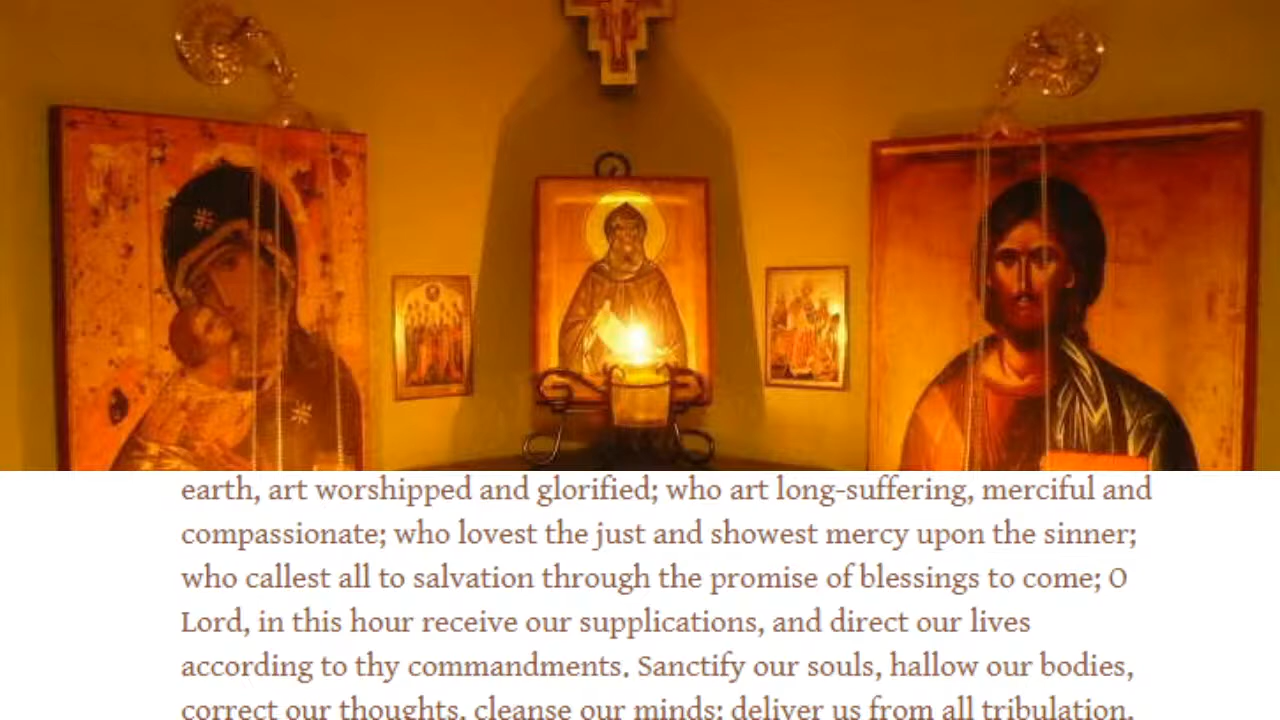 earth, art worshipped and glorified; who art long-suffering, merciful and
compassionate; who lovest the just and showest mercy upon the sinner;
who callest all to salvation through the promise of blessings to come; O
Lord, in this hour receive our supplications, and direct our lives
according to thy commandments. Sanctify our souls, hallow our bodies,
correct our thoughts, cleanse our minds; deliver us from all tribulation,